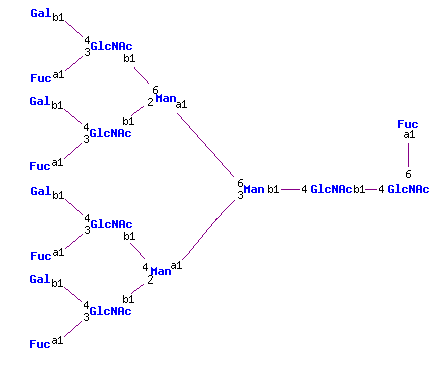 Gal b1
4 GlcNAc
3
b1
Fuc a1
6
Gal b1
2 Man a1
b1
4
3 GlcNAc
Fuc
a1
Fuc a1
6
6
3 Man b1 4 GlcNAc b1 4 GlcNAc
Gal b1
4
3 GlcNAc
b1
Fuc a1
4 Man a1
2
Gal b1
b1
4
3 GlcNAc
Fuc a1